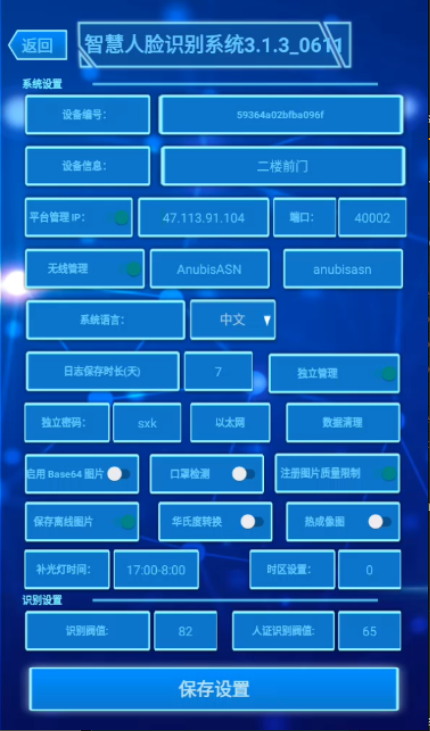 返回
智慧人脸识别系统3.1.3_0611
系统设置
设备编号: 59364a02bfba096f
设备信息: 二楼前门
平台管理 IP: 47.113.91.104 端口: 40002
无线管理 AnubisASN anubisasn
系统语言: 中文
日志保存时长(天) 7 独立管理
独立密码: sxk 以太网 数据清理
启用 Base64 图片 口罩检测 注册图片质量限制
保存离线图片 华氏度转换 热成像图
补光灯时间: 17:00-8:00 时区设置: 0
识别设置
识别阀值: 82 人证识别阀值: 65
保存设置